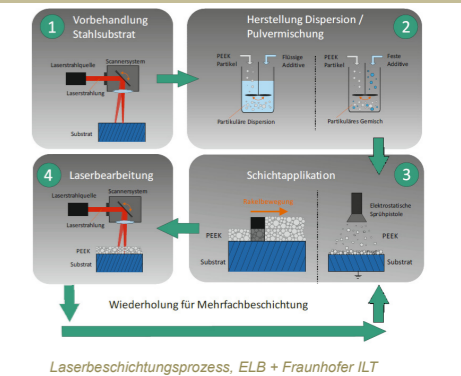 1 Vorbehandlung
Stahlsubstrat
Laserstrahlquelle
Scannersystem
Laserstrahlung
Substrat
Herstellung Dispersion /
Pulvermischung 2
PEEK
Partikel
Flüssige
Additive
Partikuläre Dispersion
PEEK
Partikel
Feste
Additive
Partikuläres Gemisch
Schichtapplikation 3
Rakelbewegung
PEEK
Substrat
Elektrostatische
Sprühpistole
PEEK
Substrat
4 Laserbearbeitung
Laserstrahlquelle
Scannersystem
Laserstrahlung
PEEK
Substrat
Wiederholung für Mehrfachbeschichtung
Laserbeschichtungsprozess, ELB + Fraunhofer ILT